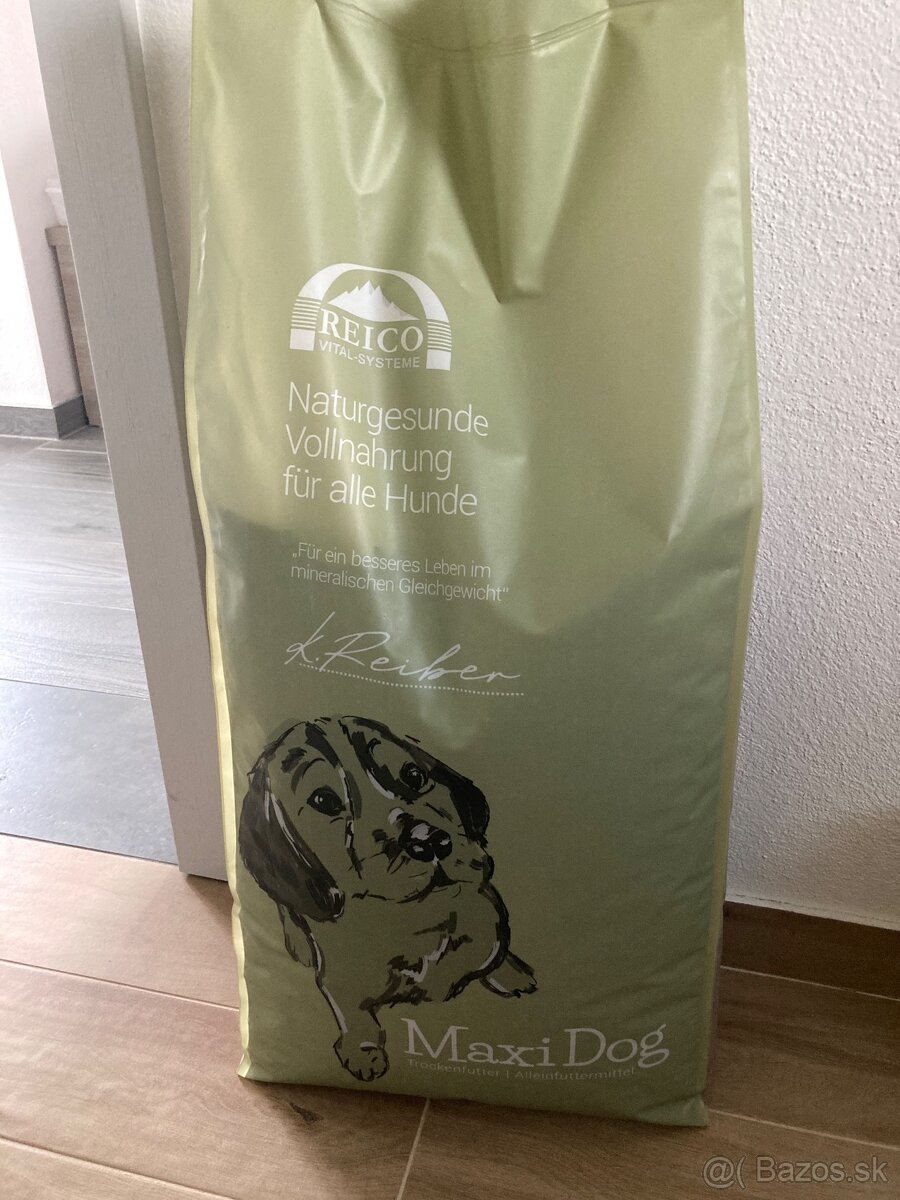 REICO
VITAL-SYSTEME
Naturgesunde
Vollnahrung
für alle Hunde
„Für ein besseres Leben im
mineralischen Gleichgewicht"
K. Reiber
Maxi Dog
Trockenfutter | Alleinfuttermittel
@( Bazos.sk